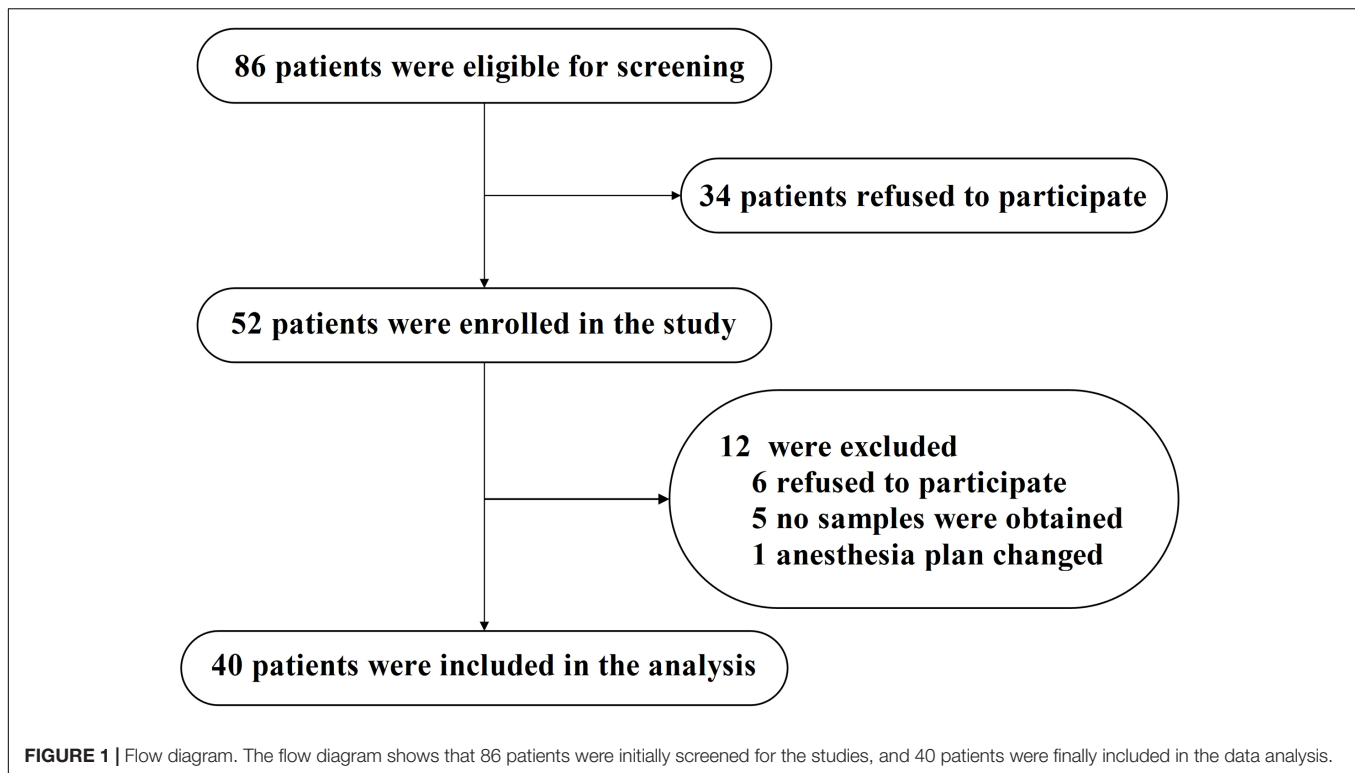 86 patients were eligible for screening
34 patients refused to participate
52 patients were enrolled in the study
12 were excluded
6 refused to participate
5 no samples were obtained
1 anesthesia plan changed
40 patients were included in the analysis
FIGURE 1 | Flow diagram. The flow diagram shows that 86 patients were initially screened for the studies, and 40 patients were finally included in the data analysis.